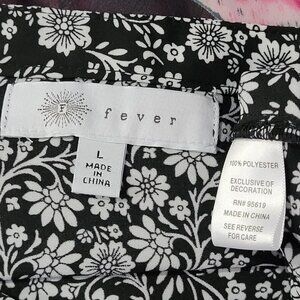 F
fever
L
MADE IN
CHINA
100% POLYESTER
EXCLUSIVE OF
DECORATION
RN# 95619
MADE IN CHINA
SEE REVERSE
FOR CARE